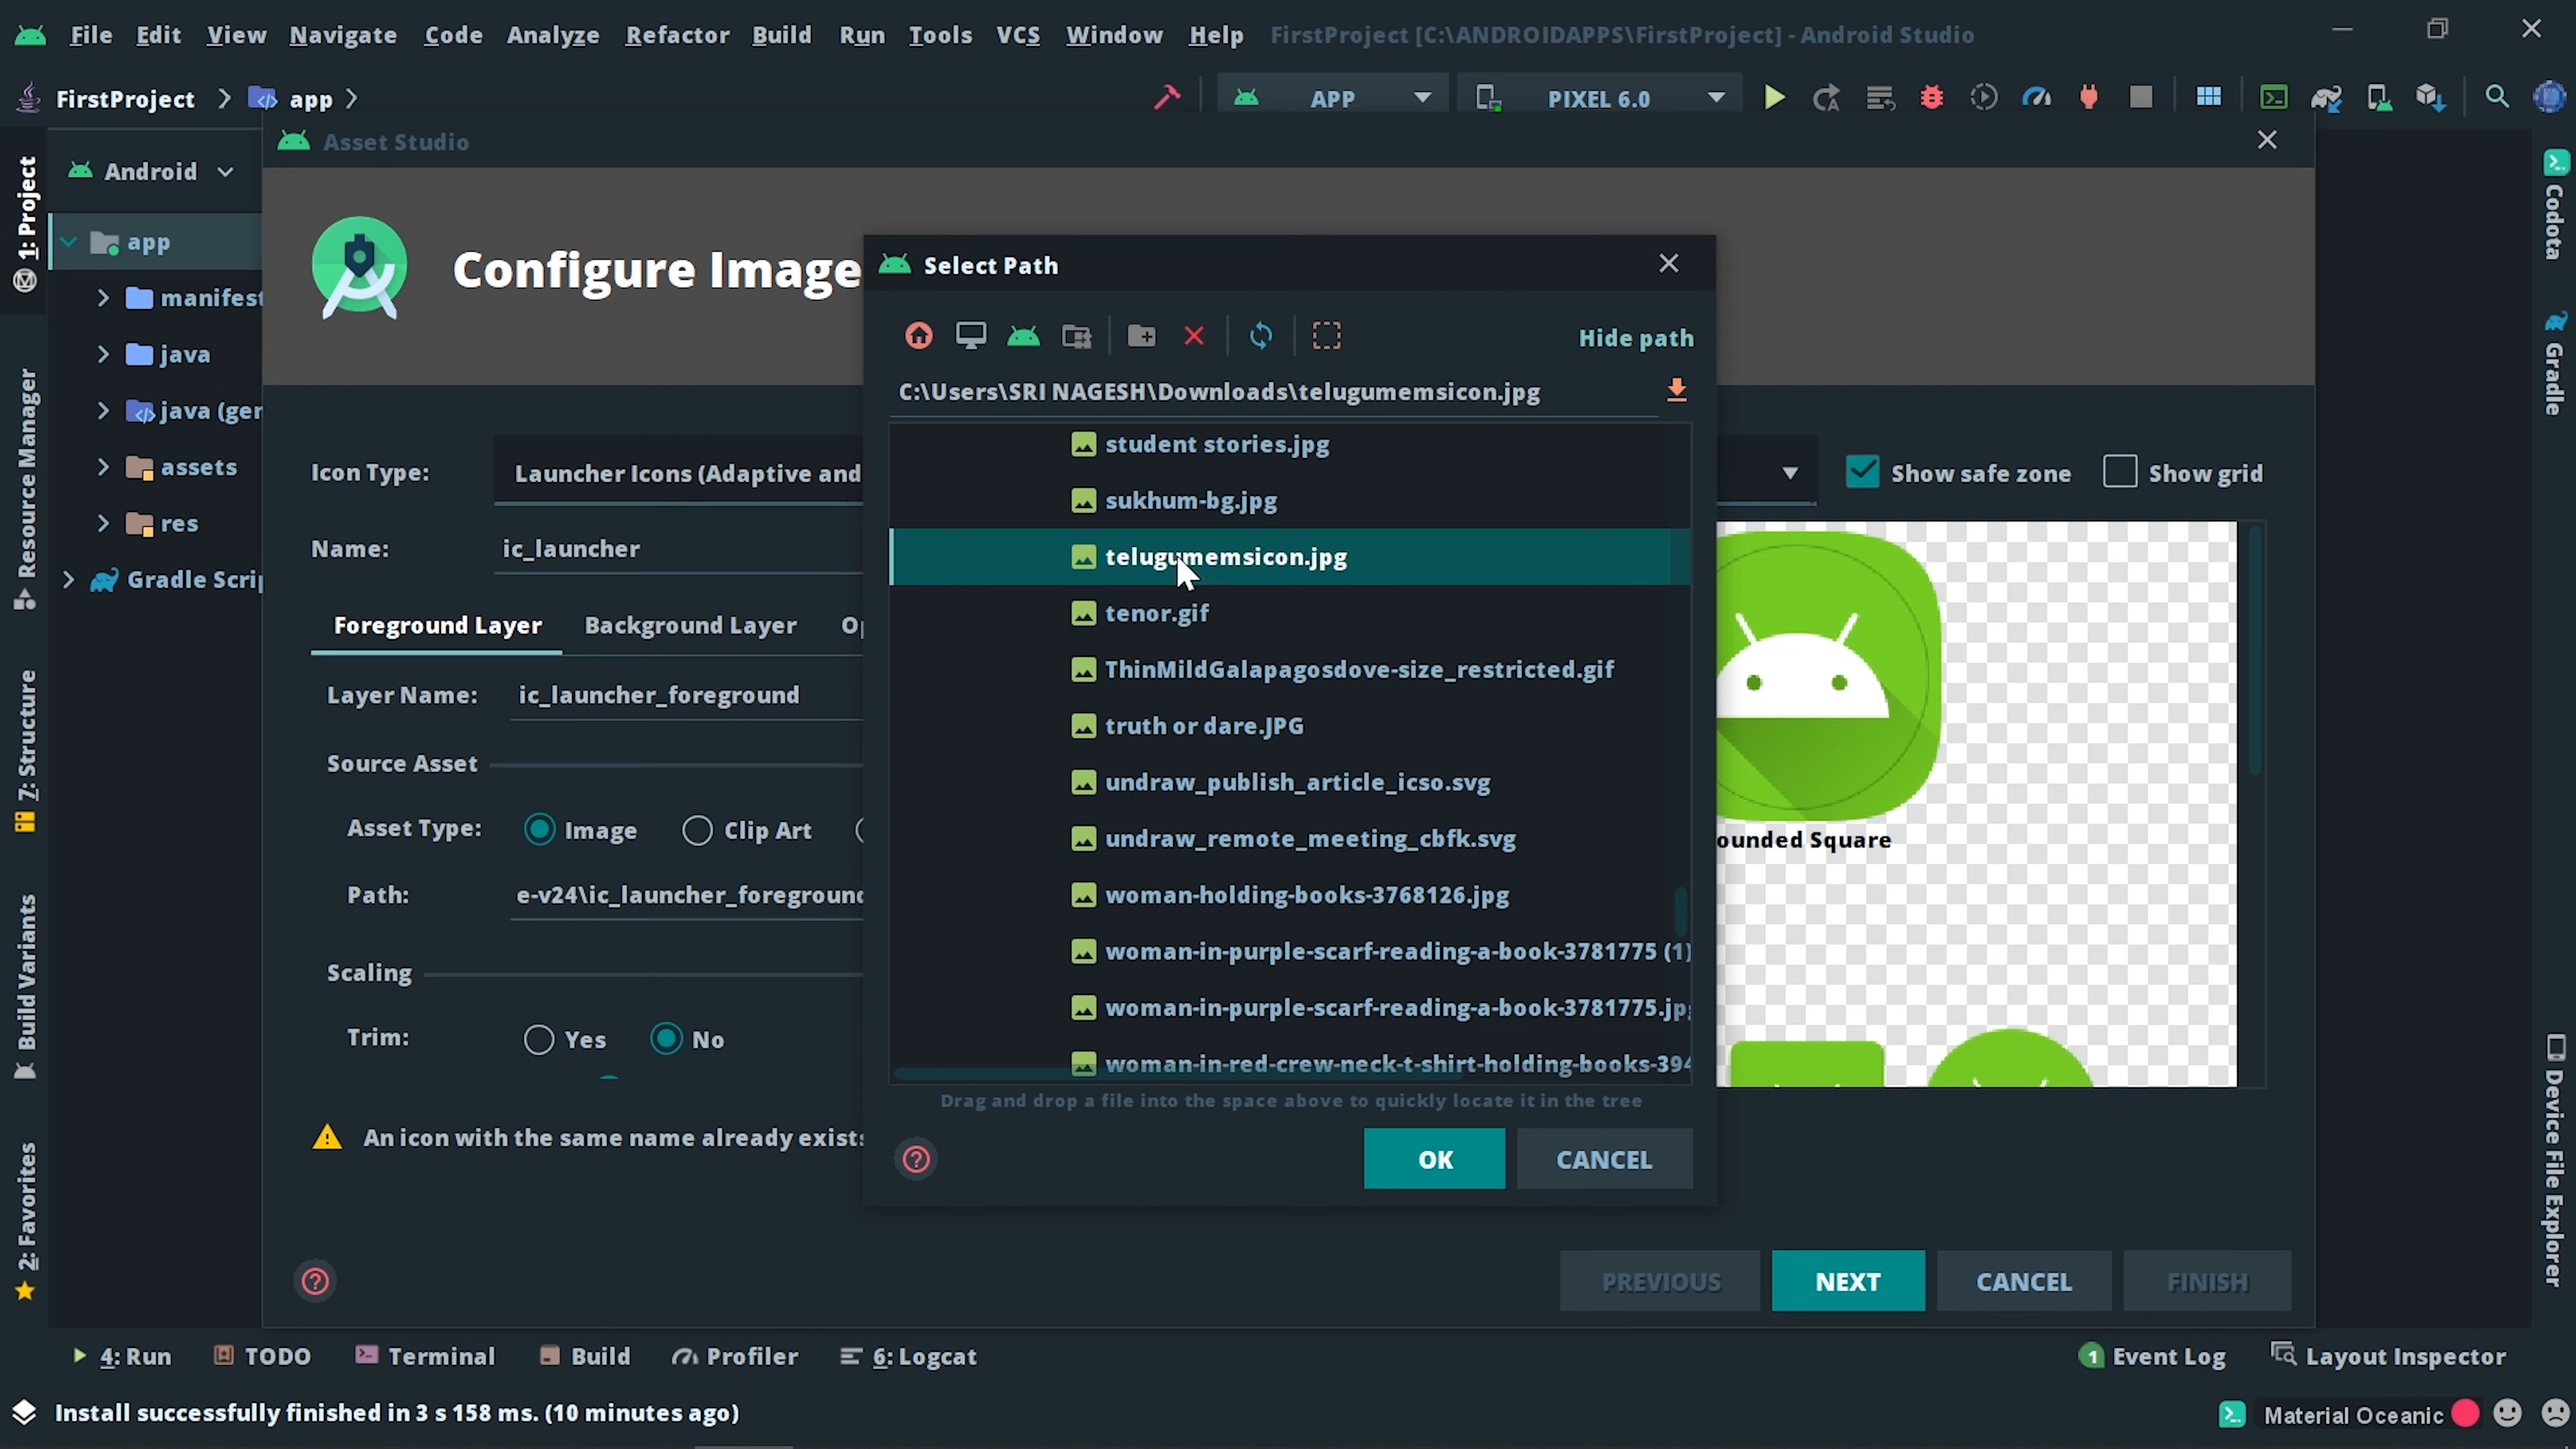 File Edit View Navigate Code Analyze Refactor Build Run Tools VCS Window Help FirstProject [C:\ANDROIDAPPS\FirstProject] - Android Studio
FirstProject app APP PIXEL 6.0
Asset Studio
Android
app
manifest
java
java (ger
assets
res
Gradle Scrip
1: Project
Resource Manager
7: Structure
Build Variants
2: Favorites
Configure Image
Icon Type: Launcher Icons (Adaptive and
Name: ic_launcher
Foreground Layer Background Layer Op
Layer Name: ic_launcher_foreground
Source Asset
Asset Type: Image Clip Art
Path: e-v24\ic_launcher_foreground
Scaling
Trim: Yes No
An icon with the same name already exists
Select Path
Hide path
C:\Users\SRI NAGESH\Downloads\telugumemsicon.jpg
student stories.jpg
sukhum-bg.jpg
telugumemsicon.jpg
tenor.gif
ThinMildGalapagosdove-size_restricted.gif
truth or dare.JPG
undraw_publish_article_icso.svg
undraw_remote_meeting_cbfk.svg
woman-holding-books-3768126.jpg
woman-in-purple-scarf-reading-a-book-3781775 (1)
woman-in-purple-scarf-reading-a-book-3781775.jpg
woman-in-red-crew-neck-t-shirt-holding-books-394
Drag and drop a file into the space above to quickly locate it in the tree
OK CANCEL
Show safe zone Show grid
ounded Square
PREVIOUS NEXT CANCEL FINISH
Codota
Gradle
Device File Explorer
4: Run TODO Terminal Build Profiler 6: Logcat 1 Event Log Layout Inspector
Install successfully finished in 3 s 158 ms. (10 minutes ago) Material Oceanic